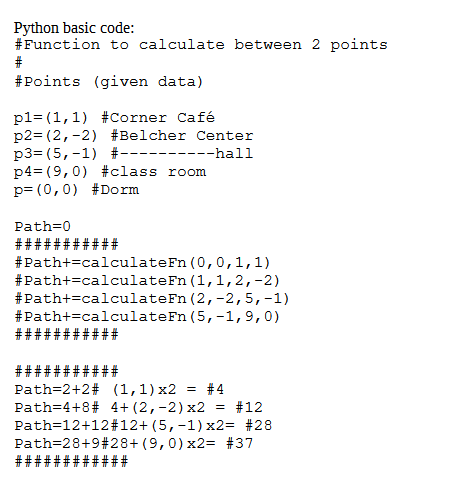 Python basic code:
#Function to calculate between 2 points
#
#Points (given data)
p1=(1,1) #Corner Café
p2=(2,-2) #Belcher Center
p3=(5,-1) #----------hall
p4=(9,0) #class room
p=(0,0) #Dorm
Path=0
###########
#Path+=calculateFn(0,0,1,1)
#Path+=calculateFn(1,1,2,-2)
#Path+=calculateFn(2,-2,5,-1)
#Path+=calculateFn(5,-1,9,0)
###########
###########
Path=2+2# (1,1)x2 = #4
Path=4+8# 4+(2,-2)x2 = #12
Path=12+12#12+(5,-1)x2= #28
Path=28+9#28+(9,0)x2= #37
############